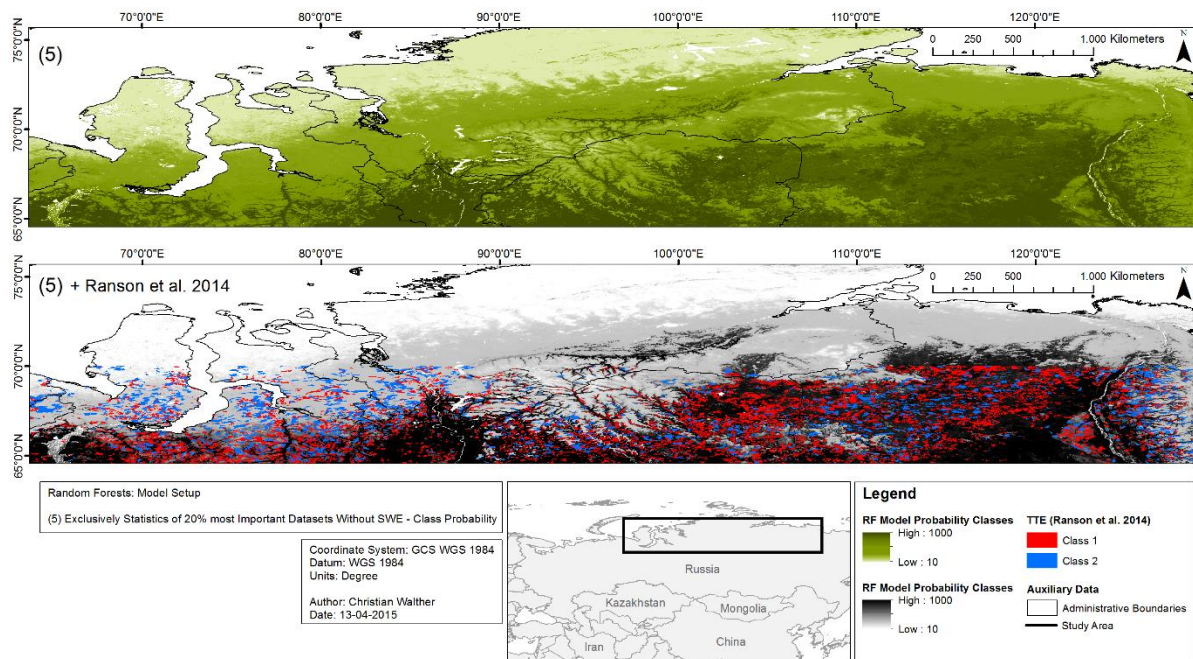 70°0'0"E 80°0'0"E 90°0'0"E 100°0'0"E 110°0'0"E 120°0'0"E
75°0'0"N
70°0'0"N
65°0'0"N
(5)
0 250 500 1.000 Kilometers
N
70°0'0"E 80°0'0"E 90°0'0"E 100°0'0"E 110°0'0"E 120°0'0"E
75°0'0"N
70°0'0"N
65°0'0"N
(5) + Ranson et al. 2014
0 250 500 1.000 Kilometers
N
Random Forests: Model Setup
(5) Exclusively Statistics of 20% most Important Datasets Without SWE - Class Probability
Coordinate System: GCS WGS 1984
Datum: WGS 1984
Units: Degree
Author: Christian Walther
Date: 13-04-2015
Russia
Kazakhstan
Mongolia
China
Iran
Legend
RF Model Probability Classes
High : 1000
Low : 10
RF Model Probability Classes
High : 1000
Low : 10
TTE (Ranson et al. 2014)
Class 1
Class 2
Auxiliary Data
Administrative Boundaries
Study Area